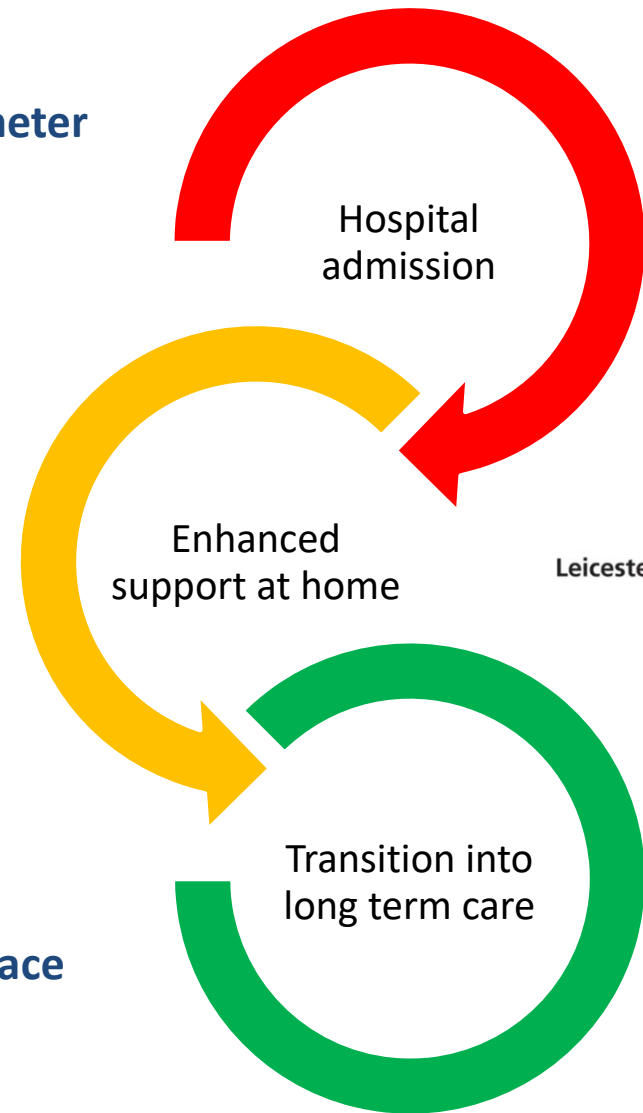 neter
Hospital
admission
Enhanced
support at home
Leiceste
Transition into
long term care
ace